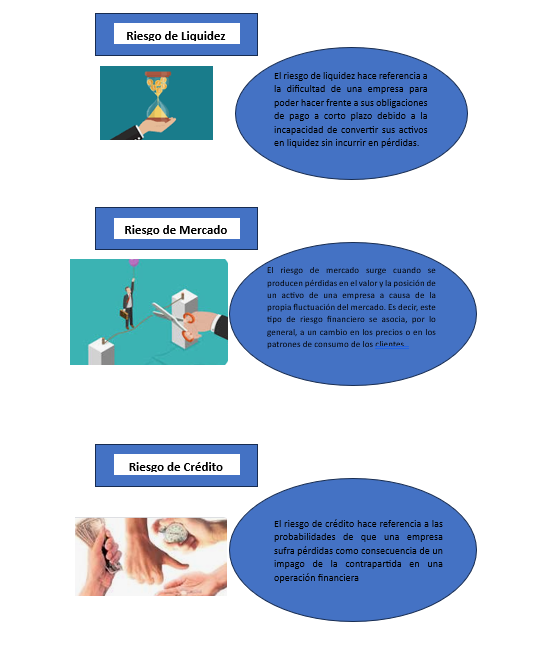 Riesgo de Liquidez
El riesgo de liquidez hace referencia a
la dificultad de una empresa para
poder hacer frente a sus obligaciones
de pago a corto plazo debido a la
incapacidad de convertir sus activos
en liquidez sin incurrir en pérdidas.
Riesgo de Mercado
El riesgo de mercado surge cuando se
producen pérdidas en el valor y la posición de
un activo de una empresa a causa de la
propia fluctuación del mercado. Es decir, este
tipo de riesgo financiero se asocia, por lo
general, a un cambio en los precios o en los
patrones de consumo de los clientes.
Riesgo de Crédito
El riesgo de crédito hace referencia a las
probabilidades de que una empresa
sufra pérdidas como consecuencia de un
impago de la contrapartida en una
operación financiera